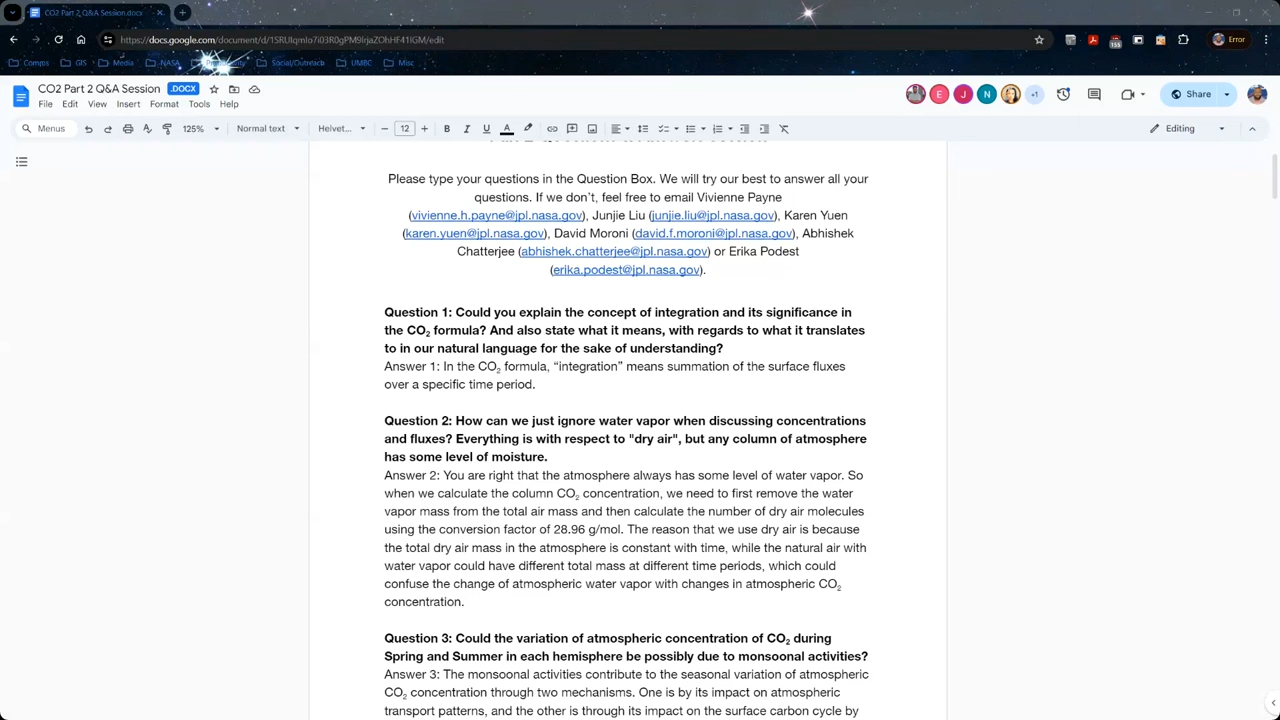 CO2 Part 2 Q&A Session
https://docs.google.com/document/d/1SRUlqmIo7i03R0gPM9IrjaZOhHF41IGM/edit
155
Error
Comps
GIS
Media
NASA
Social/Outreach
UMBC
Misc
CO2 Part 2 Q&A Session
.DOCX
File Edit View Insert Format Tools Help
E
J
N
+1
Share
Menus
125%
Normal text
Helvet...
12
B I U A
Editing
Please type your questions in the Question Box. We will try our best to answer all your
questions. If we don’t, feel free to email Vivienne Payne
(vivienne.h.payne@jpl.nasa.gov), Junjie Liu (junjie.liu@jpl.nasa.gov), Karen Yuen
(karen.yuen@jpl.nasa.gov), David Moroni (david.f.moroni@jpl.nasa.gov), Abhishek
Chatterjee (abhishek.chatterjee@jpl.nasa.gov) or Erika Podest
(erika.podest@jpl.nasa.gov).
Question 1: Could you explain the concept of integration and its significance in
the CO₂ formula? And also state what it means, with regards to what it translates
to in our natural language for the sake of understanding?
Answer 1: In the CO₂ formula, “integration” means summation of the surface fluxes
over a specific time period.
Question 2: How can we just ignore water vapor when discussing concentrations
and fluxes? Everything is with respect to "dry air", but any column of atmosphere
has some level of moisture.
Answer 2: You are right that the atmosphere always has some level of water vapor. So
when we calculate the column CO₂ concentration, we need to first remove the water
vapor mass from the total air mass and then calculate the number of dry air molecules
using the conversion factor of 28.96 g/mol. The reason that we use dry air is because
the total dry air mass in the atmosphere is constant with time, while the natural air with
water vapor could have different total mass at different time periods, which could
confuse the change of atmospheric water vapor with changes in atmospheric CO₂
concentration.
Question 3: Could the variation of atmospheric concentration of CO₂ during
Spring and Summer in each hemisphere be possibly due to monsoonal activities?
Answer 3: The monsoonal activities contribute to the seasonal variation of atmospheric
CO₂ concentration through two mechanisms. One is by its impact on atmospheric
transport patterns, and the other is through its impact on the surface carbon cycle by